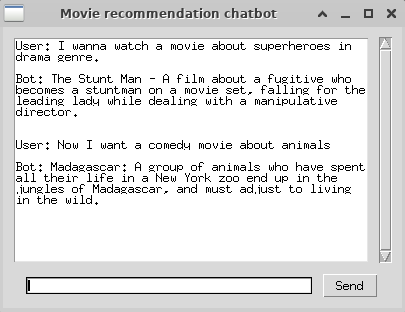 Movie recommendation chatbot
User: I wanna watch a movie about superheroes in
drama genre.
Bot: The Stunt Man - A film about a fugitive who
becomes a stuntman on a movie set, falling for the
leading lady while dealing with a manipulative
director.
User: Now I want a comedy movie about animals
Bot: Madagascar: A group of animals who have spent
all their life in a New York zoo end up in the
jungles of Madagascar, and must adjust to living
in the wild.
Send